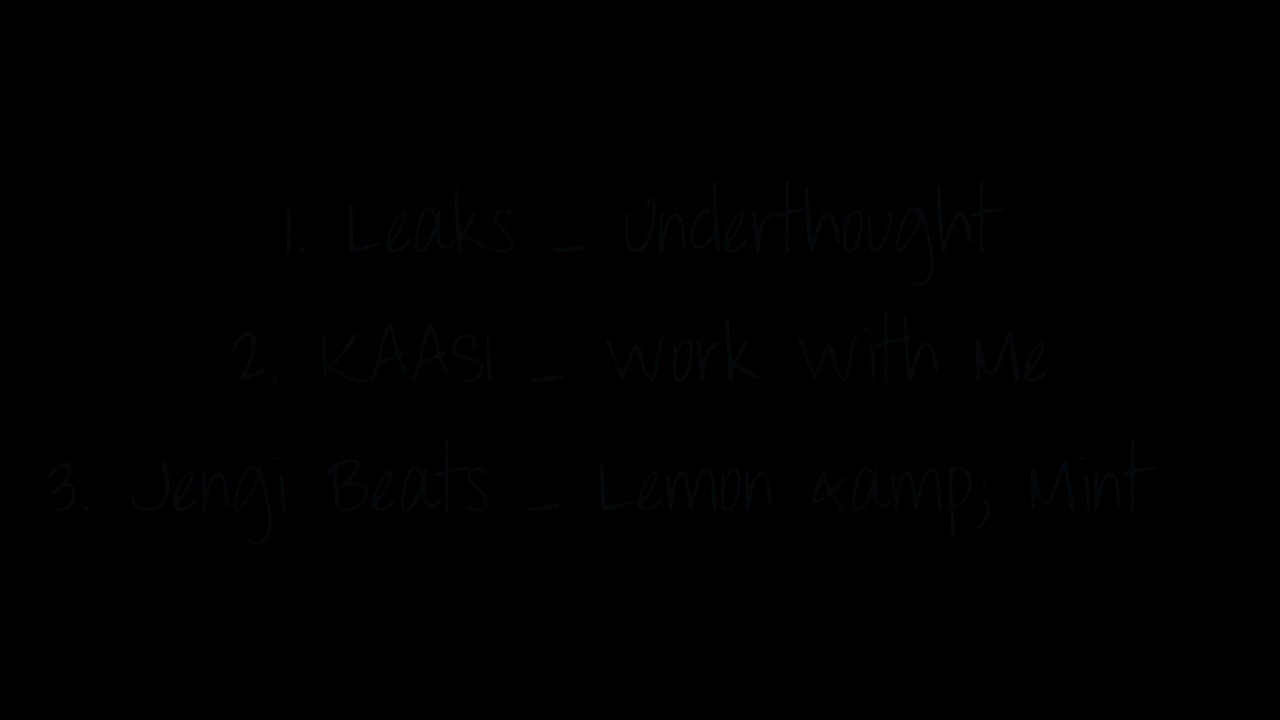 1. Leaks _ Underthought
2. KAASI _ Work With Me
3. Jengi Beats _ Lemon &amp; Mint